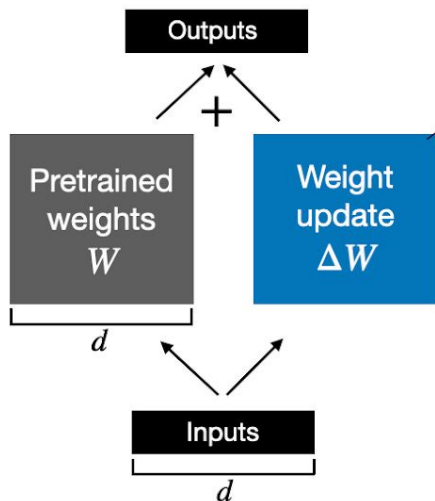 Outputs
+
Pretrained
weights
W
Weight
update
ΔW
d
Inputs
d